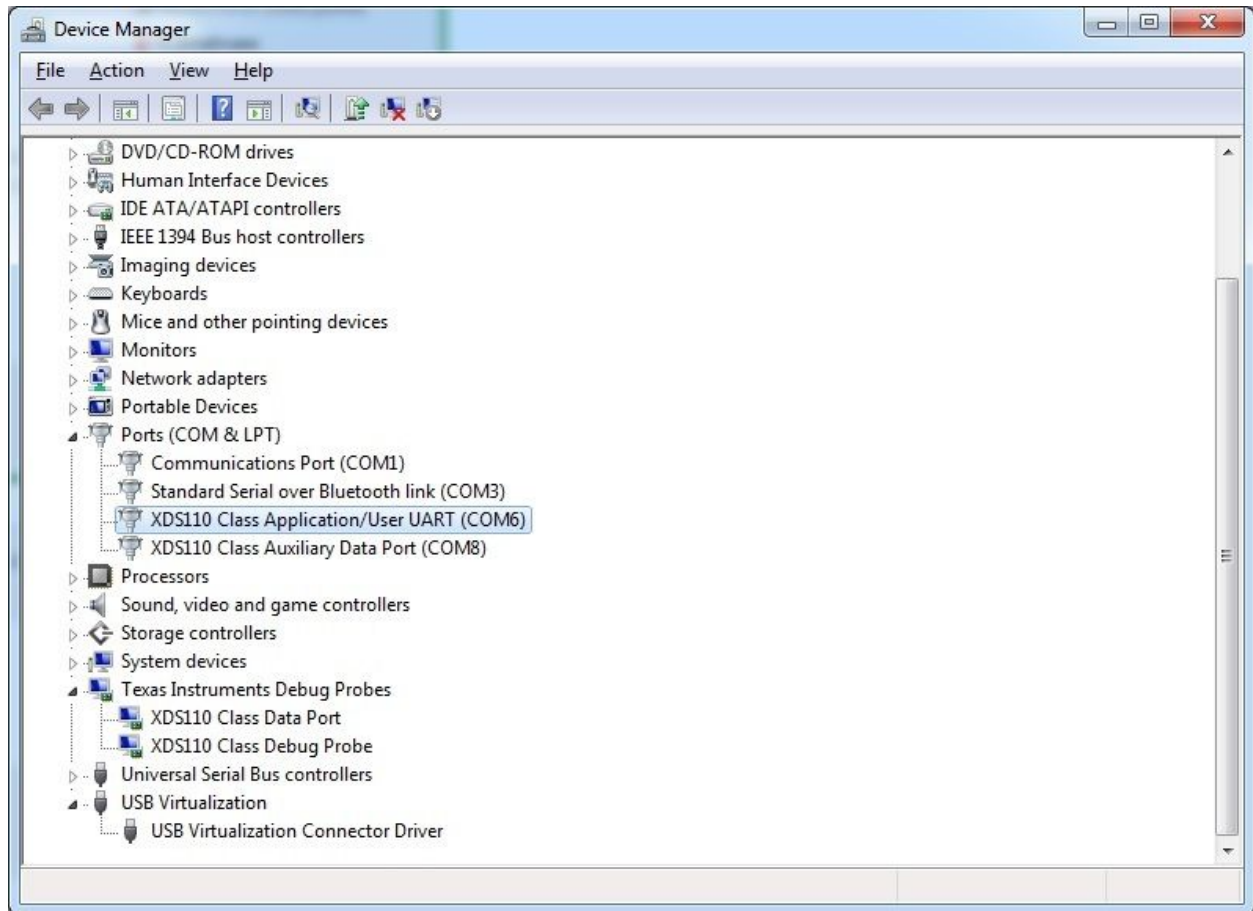 Device Manager
File Action View Help
DVD/CD-ROM drives
Human Interface Devices
IDE ATA/ATAPI controllers
IEEE 1394 Bus host controllers
Imaging devices
Keyboards
Mice and other pointing devices
Monitors
Network adapters
Portable Devices
Ports (COM & LPT)
Communications Port (COM1)
Standard Serial over Bluetooth link (COM3)
XDS110 Class Application/User UART (COM6)
XDS110 Class Auxiliary Data Port (COM8)
Processors
Sound, video and game controllers
Storage controllers
System devices
Texas Instruments Debug Probes
XDS110 Class Data Port
XDS110 Class Debug Probe
Universal Serial Bus controllers
USB Virtualization
USB Virtualization Connector Driver